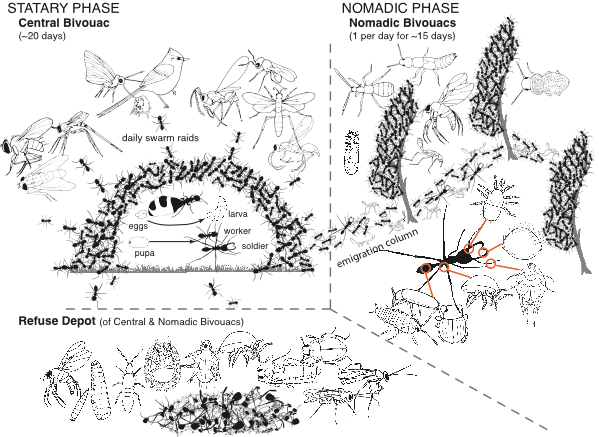 STATARY PHASE
Central Bivouac
(~20 days)
NOMADIC PHASE
Nomadic Bivouacs
(1 per day for ~15 days)
daily swarm raids
eggs
larva
worker
soldier
pupa
emigration column
Refuse Depot (of Central & Nomadic Bivouacs)